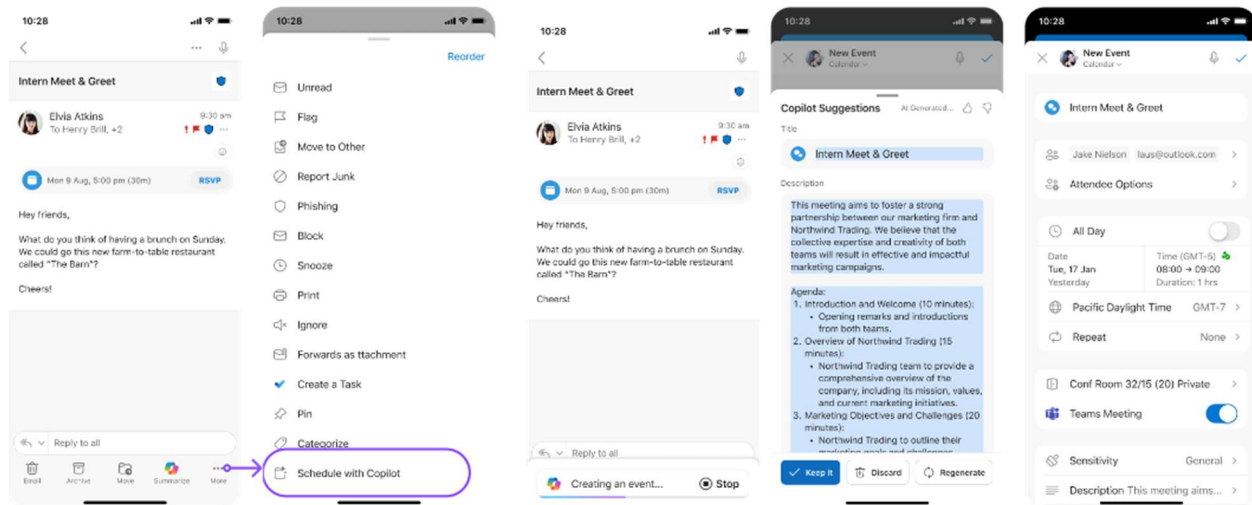 10:28
Intern Meet & Greet
Elvia Atkins
9:30 am
To Henry Brill, +2
Mon 9 Aug, 5:00 pm (30m)
RSVP
Hey friends,
What do you think of having a brunch on Sunday.
We could go this new farm-to-table restaurant
called "The Barn"?
Cheers!
Reply to all
Email
Archive
Move
Summarize
More
10:28
Reorder
Unread
Flag
Move to Other
Report Junk
Phishing
Block
Snooze
Print
Ignore
Forwards as ttachment
Create a Task
Pin
Categorize
Schedule with Copilot
10:28
Intern Meet & Greet
Elvia Atkins
9:30 am
To Henry Brill, +2
Mon 9 Aug, 5:00 pm (30m)
RSVP
Hey friends,
What do you think of having a brunch on Sunday.
We could go this new farm-to-table restaurant
called "The Barn"?
Cheers!
Reply to all
Creating an event...
Stop
10:28
New Event
Calendar
Copilot Suggestions
AI Generated...
Title
Intern Meet & Greet
Description
This meeting aims to foster a strong
partnership between our marketing firm and
Northwind Trading. We believe that the
collective expertise and creativity of both
teams will result in effective and impactful
marketing campaigns.
Agenda:
1. Introduction and Welcome (10 minutes):
• Opening remarks and introductions
from both teams.
2. Overview of Northwind Trading (15
minutes):
• Northwind Trading team to provide a
comprehensive overview of the
company, including its mission, values,
and current marketing initiatives.
3. Marketing Objectives and Challenges (20
minutes):
• Northwind Trading to outline their
marketing goals and challenges
Keep it
Discard
Regenerate
10:28
New Event
Calendar
Intern Meet & Greet
Jake Nielson
laus@outlook.com
Attendee Options
All Day
Date
Time (GMT-5)
Tue, 17 Jan
08:00 → 09:00
Yesterday
Duration: 1 hrs
Pacific Daylight Time
GMT-7
Repeat
None
Conf Room 32/15 (20) Private
Teams Meeting
Sensitivity
General
Description This meeting aims...